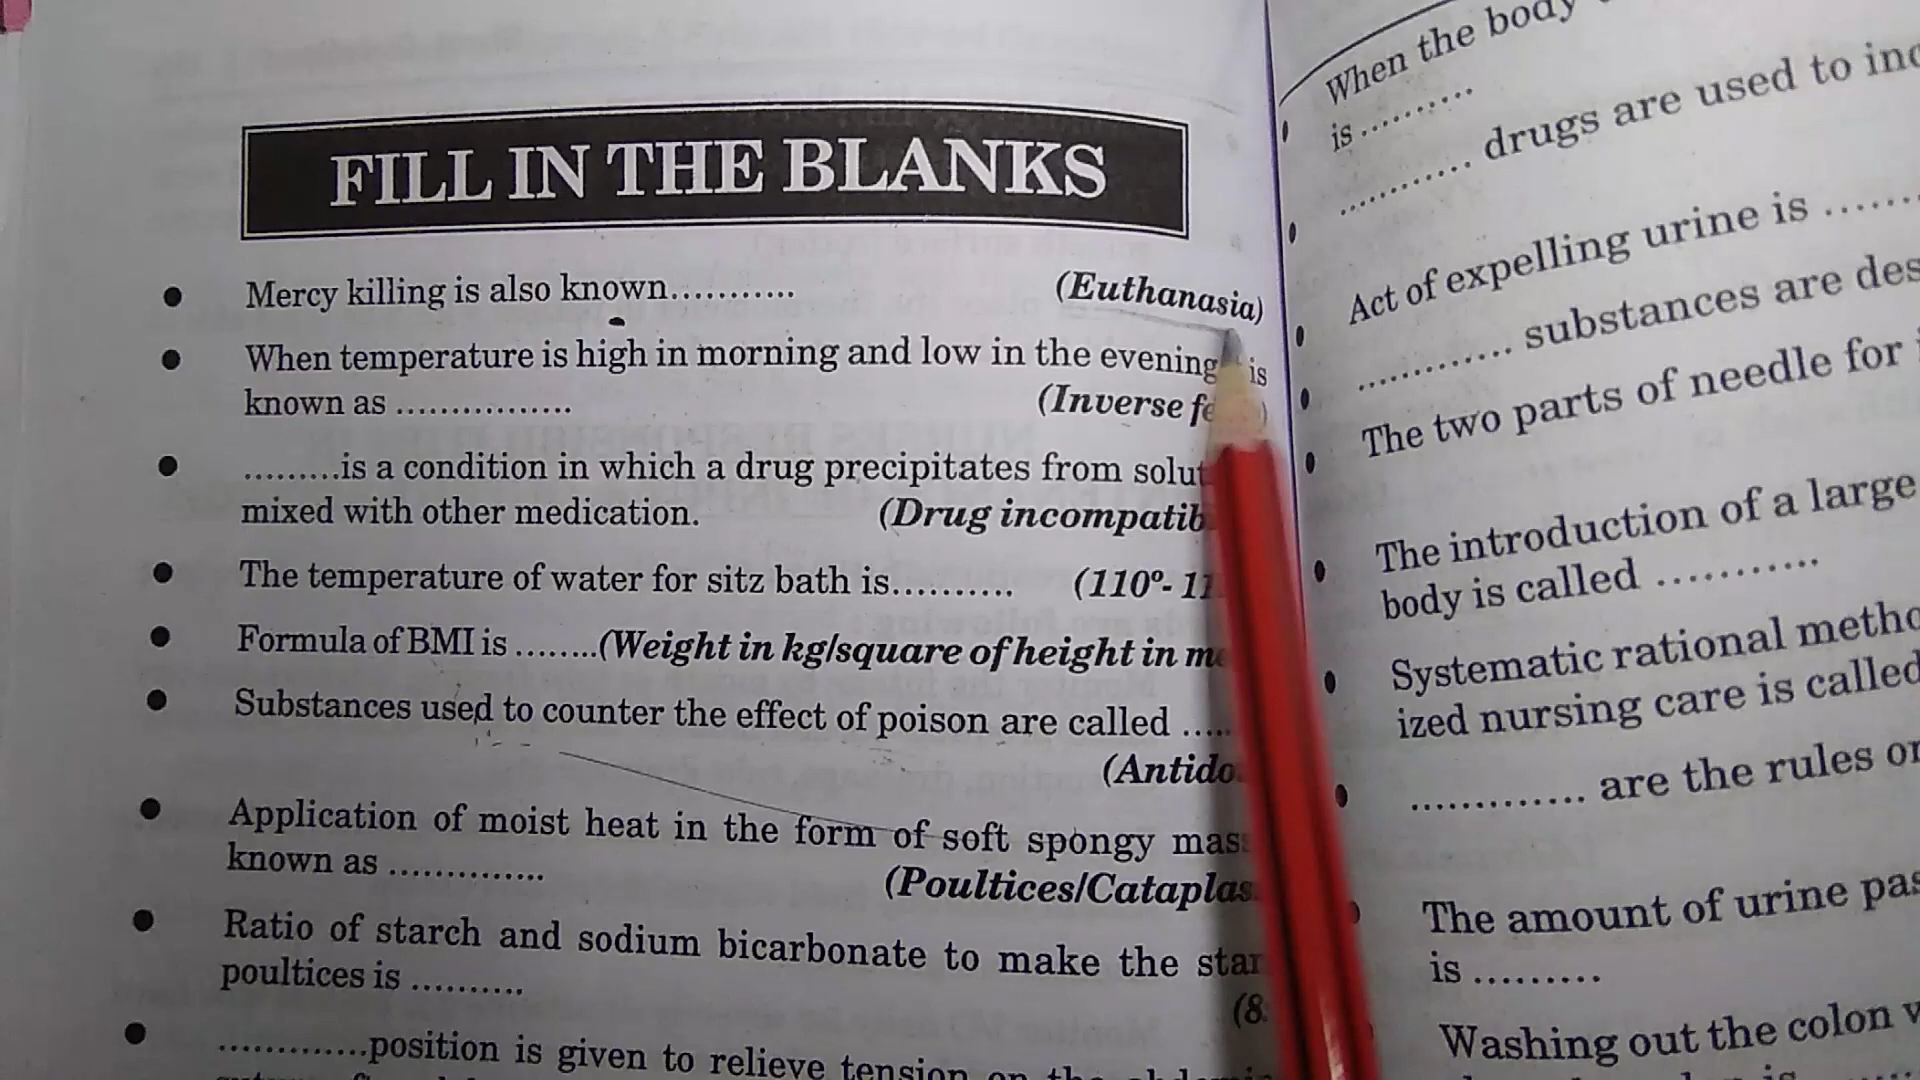 FILL IN THE BLANKS
• Mercy killing is also known........... (Euthanasia)
• When temperature is high in morning and low in the evening is
known as ................ (Inverse
• .........is a condition in which a drug precipitates from
mixed with other medication. (Drug
• The temperature of water for sitz bath is.......... (110º-
• Formula of BMI is ........(Weight in kg/square of height in
• Substances used to counter the effect of poison are called .....
• Application of moist heat in the form of soft spongy
known as .............. (Poultices/
• Ratio of starch and sodium bicarbonate to make the
poultices is ..........
(8
• .............position is given to relieve tension on the
When the body
is ..........
• ............ drugs are used to
• Act of expelling urine is .......
• ............ substances are
• The two parts of needle for
• The introduction of a large
body is called ............
• Systematic rational
nursing care is called
• ............. are the rules
The amount of urine
is .........
Washing out the colon